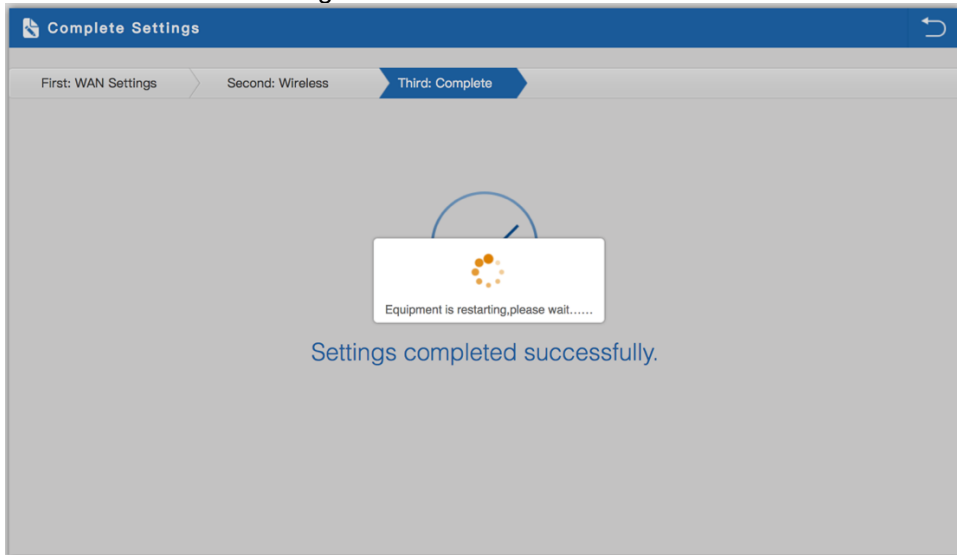 Complete Settings
First: WAN Settings Second: Wireless Third: Complete
Equipment is restarting,please wait......
Settings completed successfully.